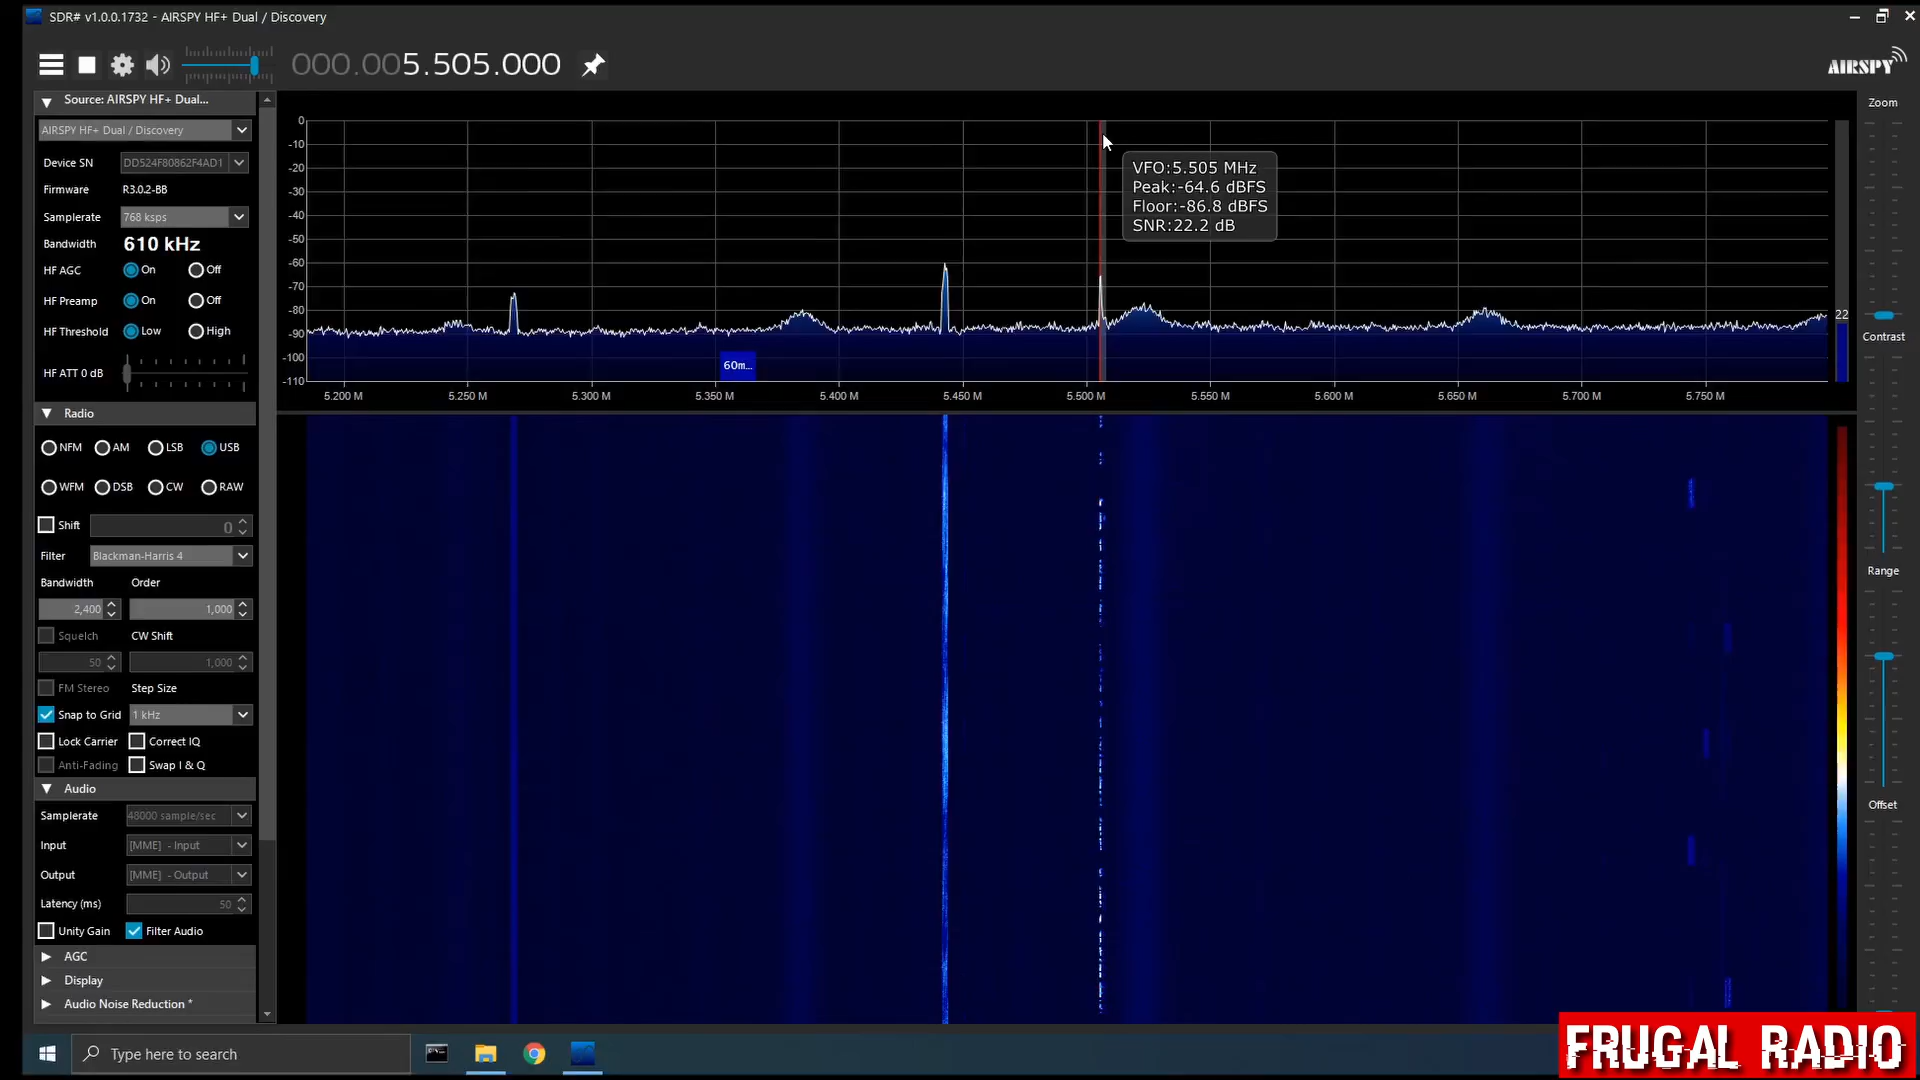 SDR# v1.0.0.1732 - AIRSPY HF+ Dual / Discovery
000.005.505.000
AIRSPY
Source: AIRSPY HF+ Dual...
AIRSPY HF+ Dual / Discovery
Device SN DD524F80862F4AD1
Firmware R3.0.2-BB
Samplerate 768 ksps
Bandwidth 610 kHz
HF AGC On Off
HF Preamp On Off
HF Threshold Low High
HF ATT 0 dB
Radio
NFM AM LSB USB
WFM DSB CW RAW
Shift 0
Filter Blackman-Harris 4
Bandwidth Order
2,400 1,000
Squelch CW Shift
50 1,000
FM Stereo Step Size
Snap to Grid 1 kHz
Lock Carrier Correct IQ
Anti-Fading Swap I & Q
Audio
Samplerate 48000 sample/sec
Input [MME] - Input
Output [MME] - Output
Latency (ms) 50
Unity Gain Filter Audio
AGC
Display
Audio Noise Reduction *
0
-10
-20
-30
-40
-50
-60
-70
-80
-90
-100
-110
VFO:5.505 MHz
Peak:-64.6 dBFS
Floor:-86.8 dBFS
SNR:22.2 dB
60m...
22
5.200 M 5.250 M 5.300 M 5.350 M 5.400 M 5.450 M 5.500 M 5.550 M 5.600 M 5.650 M 5.700 M 5.750 M
Zoom
Contrast
Range
Offset
Type here to search
FRUGAL RADIO